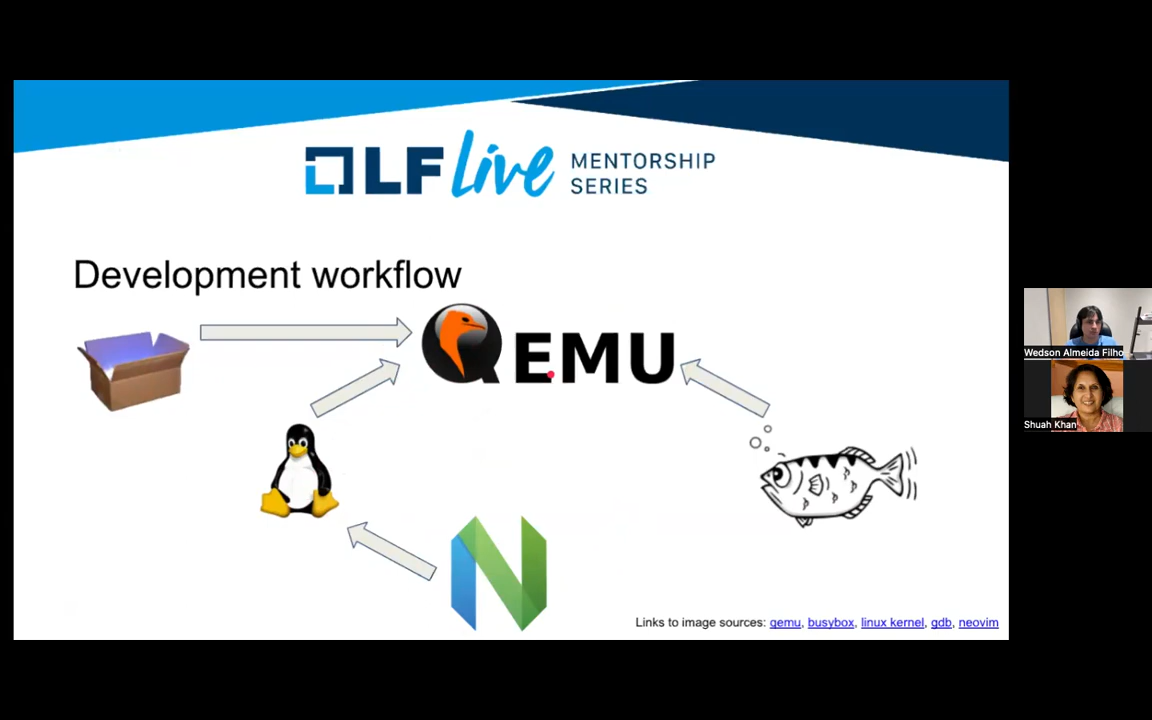 LF Live MENTORSHIP
SERIES
Development workflow
QEMU
Links to image sources: qemu, busybox, linux kernel, gdb, neovim
Wedson Almeida Filho
Shuah Khan